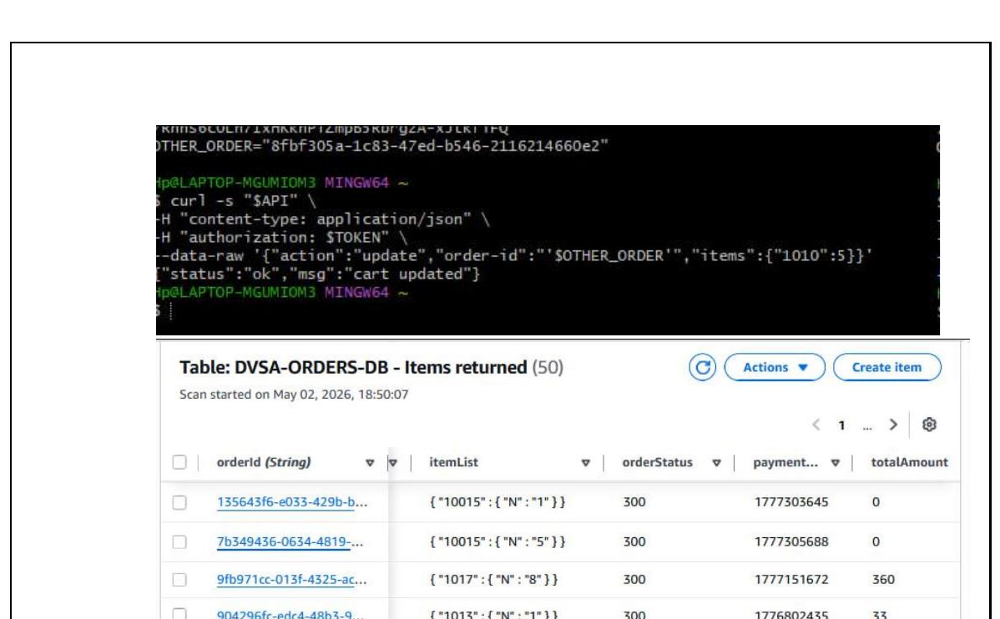 OTHER_ORDER="8fbf305a-1c83-47ed-b546-2116214660e2"
Hp@LAPTOP-MGUMIOM3 MINGW64 ~
$ curl -s "$API" \
-H "content-type: application/json" \
-H "authorization: $TOKEN" \
--data-raw '{"action":"update","order-id":"'$OTHER_ORDER'","items":{"1010":5}}'
{"status":"ok","msg":"cart updated"}
Hp@LAPTOP-MGUMIOM3 MINGW64 ~
$
Table: DVSA-ORDERS-DB - Items returned (50)
Actions
Create item
Scan started on May 02, 2026, 18:50:07
1 ...
orderId (String) itemList orderStatus payment... totalAmount
135643f6-e033-429b-b... { "10015" : { "N" : "1" } } 300 1777303645 0
7b349436-0634-4819-... { "10015" : { "N" : "5" } } 300 1777305688 0
9fb971cc-013f-4325-ac... { "1017" : { "N" : "8" } } 300 1777151672 360
904296fc-edc4-48b3-9... { "1013" : { "N" : "1" } } 300 1776802435 33